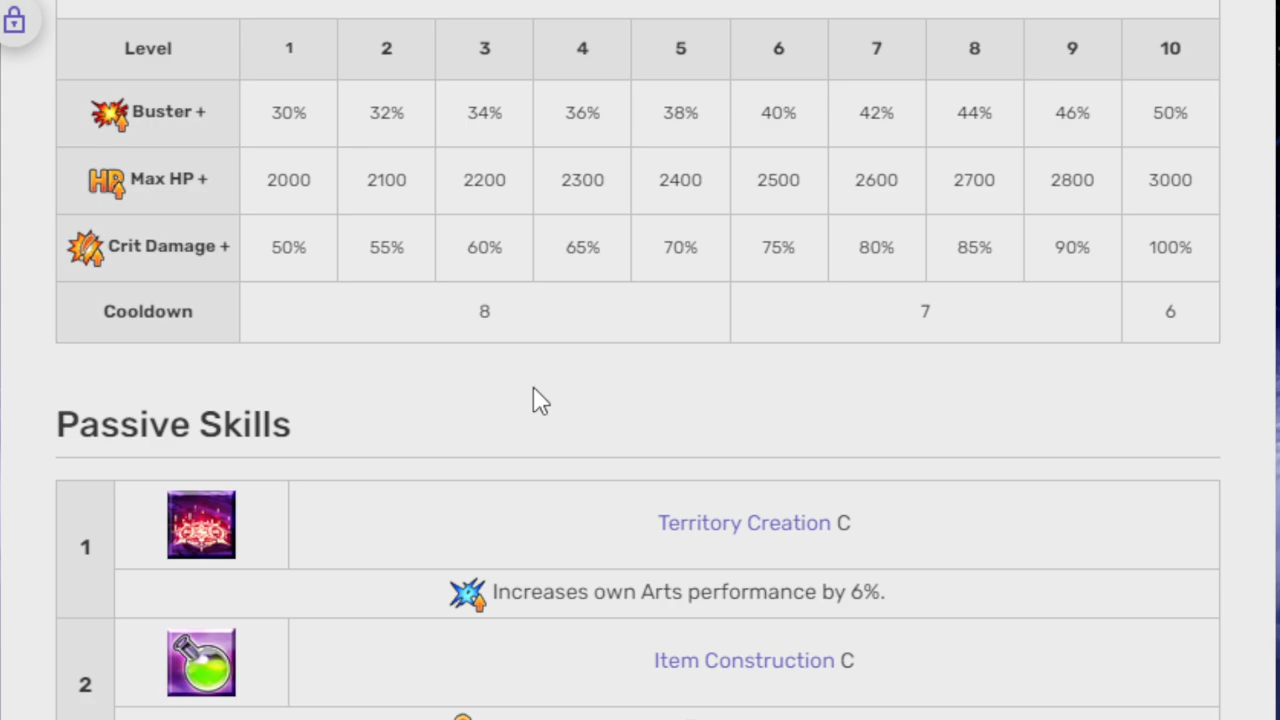 Level 1 2 3 4 5 6 7 8 9 10
Buster + 30% 32% 34% 36% 38% 40% 42% 44% 46% 50%
HP Max HP + 2000 2100 2200 2300 2400 2500 2600 2700 2800 3000
Crit Damage + 50% 55% 60% 65% 70% 75% 80% 85% 90% 100%
Cooldown 8 7 6
Passive Skills
1 Territory Creation C
Increases own Arts performance by 6%.
2 Item Construction C